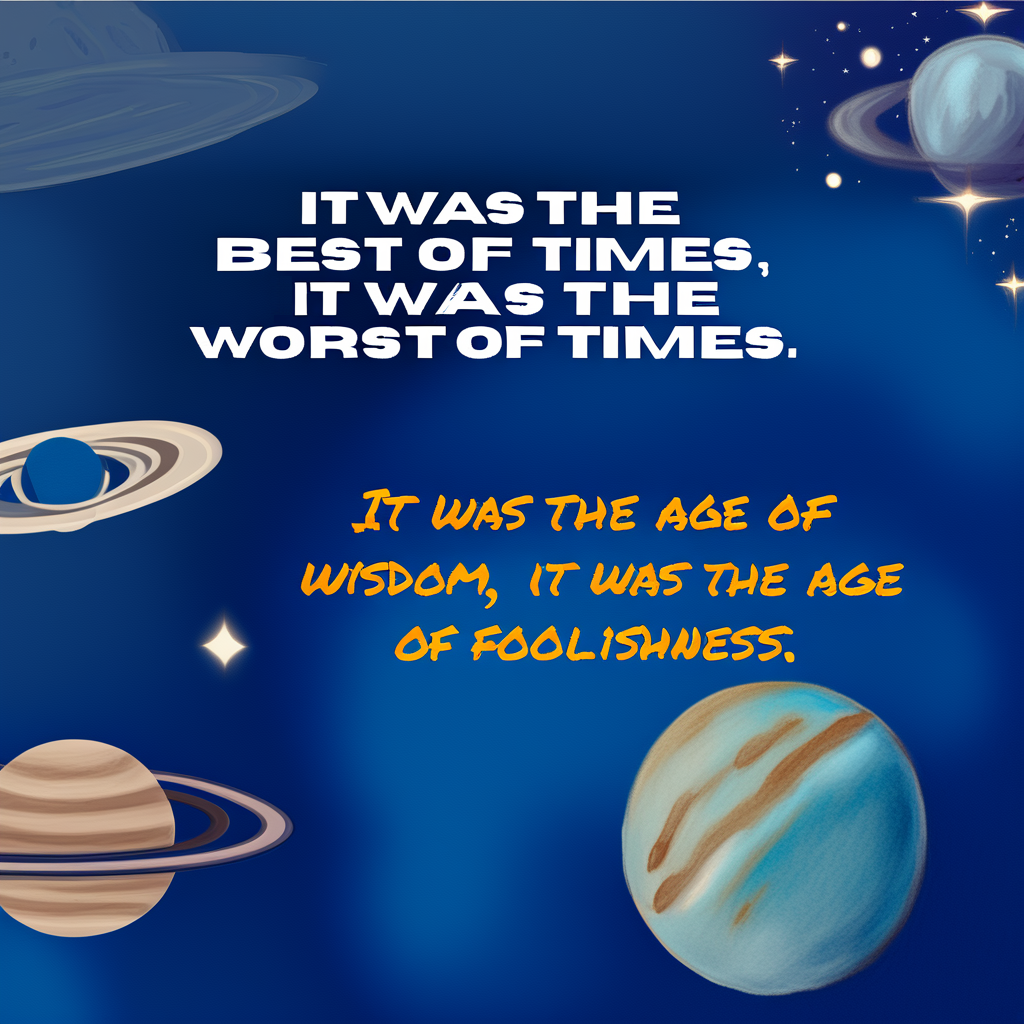 IT WAS THE
BEST OF TIMES,
IT WAS THE
WORST OF TIMES.
IT WAS THE AGE OF
WISDOM, IT WAS THE AGE
OF FOOLISHNESS.